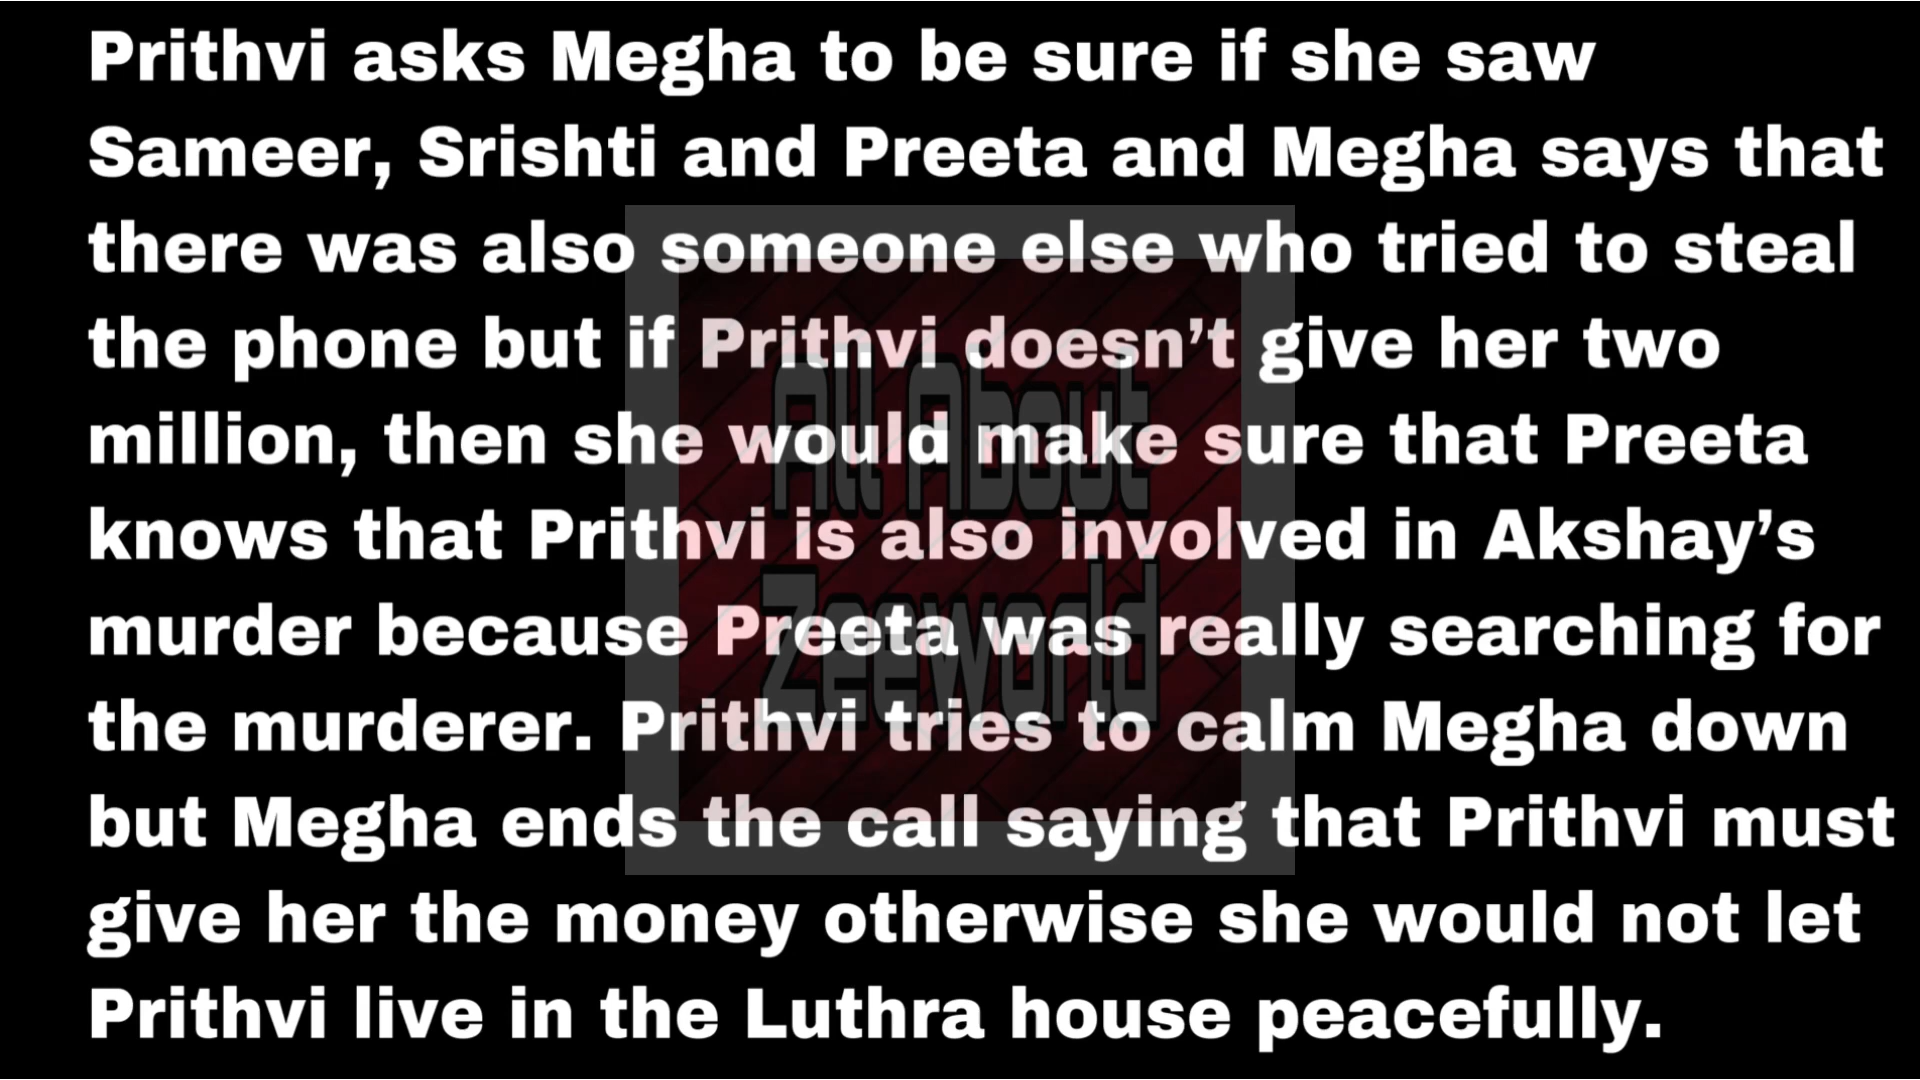 Prithvi asks Megha to be sure if she saw
Sameer, Srishti and Preeta and Megha says that
there was also someone else who tried to steal
the phone but if Prithvi doesn’t give her two
million, then she would make sure that Preeta
knows that Prithvi is also involved in Akshay’s
murder because Preeta was really searching for
the murderer. Prithvi tries to calm Megha down
but Megha ends the call saying that Prithvi must
give her the money otherwise she would not let
Prithvi live in the Luthra house peacefully.
All About
Zeeworld